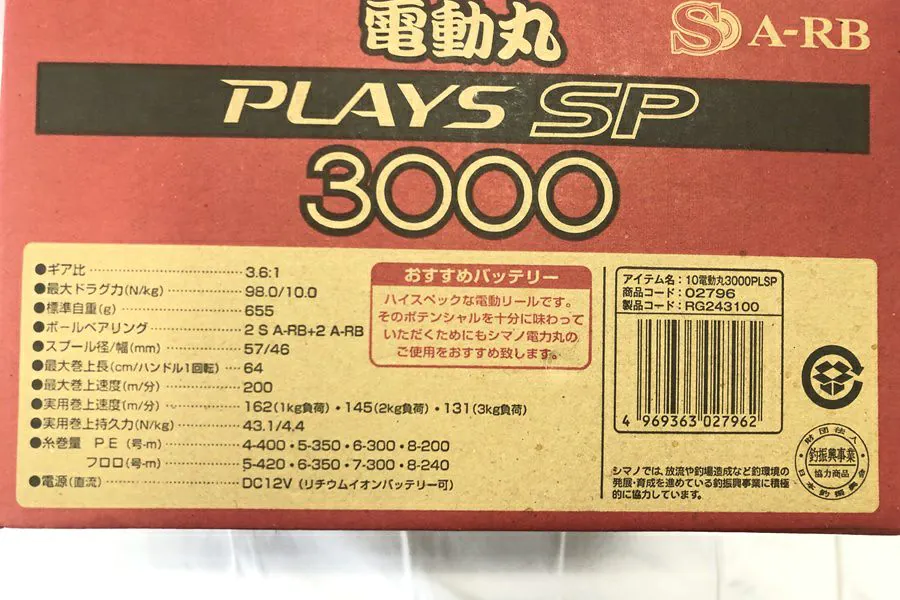 電動丸
S A-RB
PLAYS SP
3000
●ギア比 3.6:1
●最大ドラグ力(N/kg) 98.0/10.0
●標準自重(g) 655
●ボールベアリング 2 S A-RB+2 A-RB
●スプール径/幅(mm) 57/46
●最大巻上長(cm/ハンドル1回転) 64
●最大巻上速度(m/分) 200
●実用巻上速度(m/分) 162(1kg負荷)・145(2kg負荷)・131(3kg負荷)
●実用巻上持久力(N/kg) 43.1/4.4
●糸巻量 PE(号-m) 4-400・5-350・6-300・8-200
フロロ(号-m) 5-420・6-350・7-300・8-240
●電源(直流) DC12V(リチウムイオンバッテリー可)
おすすめバッテリー
ハイスペックな電動リールです。
そのポテンシャルを十分に味わって
いただくためにもシマノ電力丸の
ご使用をおすすめ致します。
アイテム名:10電動丸3000PLSP
商品コード:02796
製品コード:RG243100
4 969363 027962
シマノでは、放流や釣場造成など釣環境の
発展・育成を進めている釣振興事業に積極
的に協力しています。
財団法人
釣振興事業
協力商品
日本釣振興会